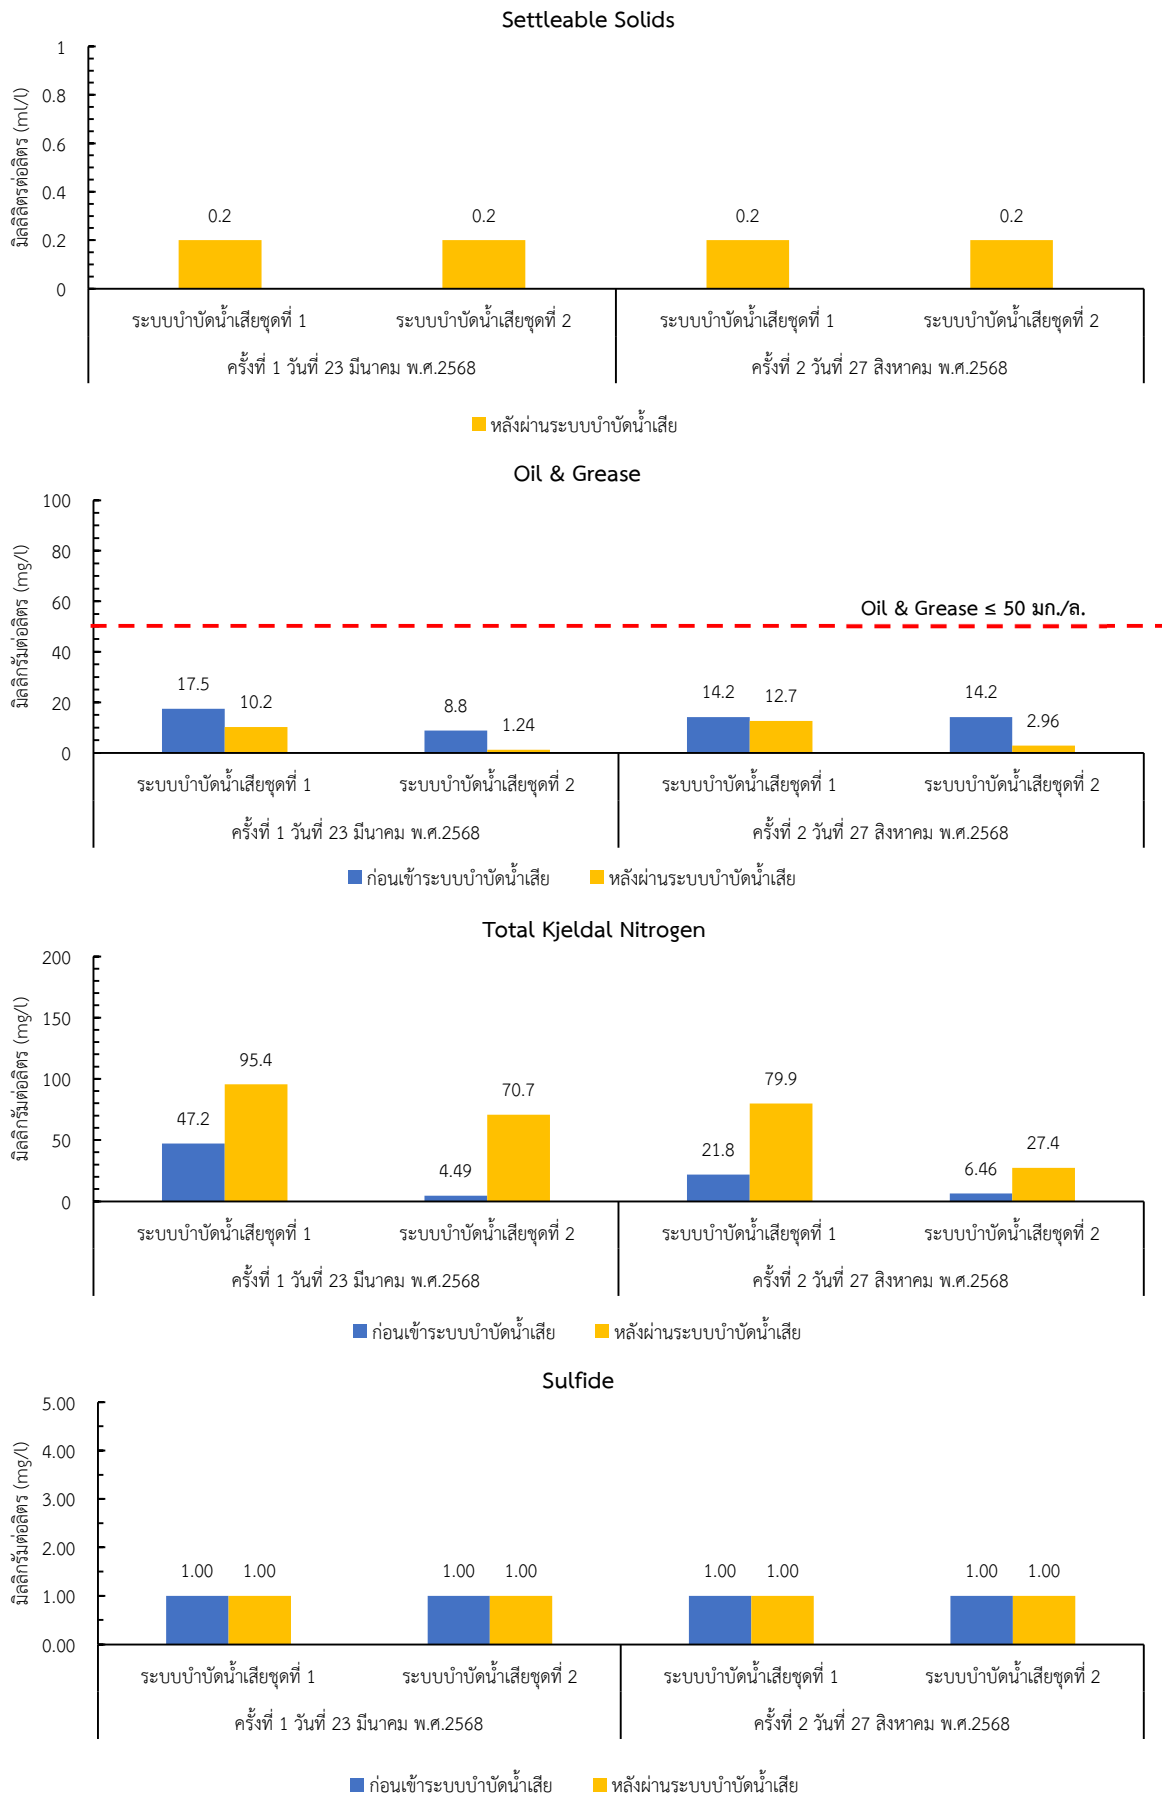 Settleable Solids
มิลลิลิตรต่อลิตร (ml/l)
1
0.8
0.6
0.4
0.2
0
0.2 0.2 0.2 0.2
ระบบบำบัดน้ำเสียชุดที่ 1 ระบบบำบัดน้ำเสียชุดที่ 2 ระบบบำบัดน้ำเสียชุดที่ 1 ระบบบำบัดน้ำเสียชุดที่ 2
ครั้งที่ 1 วันที่ 23 มีนาคม พ.ศ.2568 ครั้งที่ 2 วันที่ 27 สิงหาคม พ.ศ.2568
หลังผ่านระบบบำบัดน้ำเสีย
Oil & Grease
มิลลิกรัมต่อลิตร (mg/l)
100
80
60
40
20
0
Oil & Grease ≤ 50 มก./ล.
17.5 10.2 8.8 1.24 14.2 12.7 14.2 2.96
ระบบบำบัดน้ำเสียชุดที่ 1 ระบบบำบัดน้ำเสียชุดที่ 2 ระบบบำบัดน้ำเสียชุดที่ 1 ระบบบำบัดน้ำเสียชุดที่ 2
ครั้งที่ 1 วันที่ 23 มีนาคม พ.ศ.2568 ครั้งที่ 2 วันที่ 27 สิงหาคม พ.ศ.2568
ก่อนเข้าระบบบำบัดน้ำเสีย หลังผ่านระบบบำบัดน้ำเสีย
Total Kjeldal Nitrogen
มิลลิกรัมต่อลิตร (mg/l)
200
150
100
50
0
47.2 95.4 4.49 70.7 21.8 79.9 6.46 27.4
ระบบบำบัดน้ำเสียชุดที่ 1 ระบบบำบัดน้ำเสียชุดที่ 2 ระบบบำบัดน้ำเสียชุดที่ 1 ระบบบำบัดน้ำเสียชุดที่ 2
ครั้งที่ 1 วันที่ 23 มีนาคม พ.ศ.2568 ครั้งที่ 2 วันที่ 27 สิงหาคม พ.ศ.2568
ก่อนเข้าระบบบำบัดน้ำเสีย หลังผ่านระบบบำบัดน้ำเสีย
Sulfide
มิลลิกรัมต่อลิตร (mg/l)
5.00
4.00
3.00
2.00
1.00
0.00
1.00 1.00 1.00 1.00 1.00 1.00 1.00 1.00
ระบบบำบัดน้ำเสียชุดที่ 1 ระบบบำบัดน้ำเสียชุดที่ 2 ระบบบำบัดน้ำเสียชุดที่ 1 ระบบบำบัดน้ำเสียชุดที่ 2
ครั้งที่ 1 วันที่ 23 มีนาคม พ.ศ.2568 ครั้งที่ 2 วันที่ 27 สิงหาคม พ.ศ.2568
ก่อนเข้าระบบบำบัดน้ำเสีย หลังผ่านระบบบำบัดน้ำเสีย